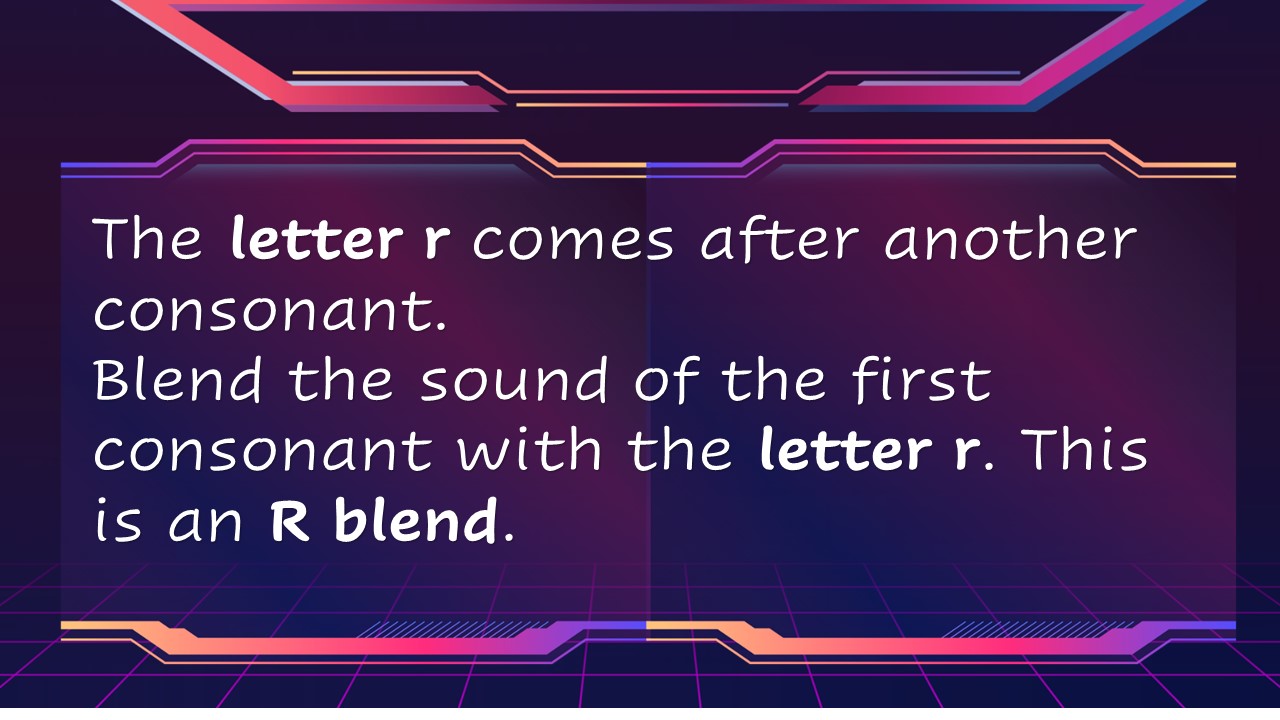 The letter r comes after another
consonant.
Blend the sound of the first
consonant with the letter r. This
is an R blend.